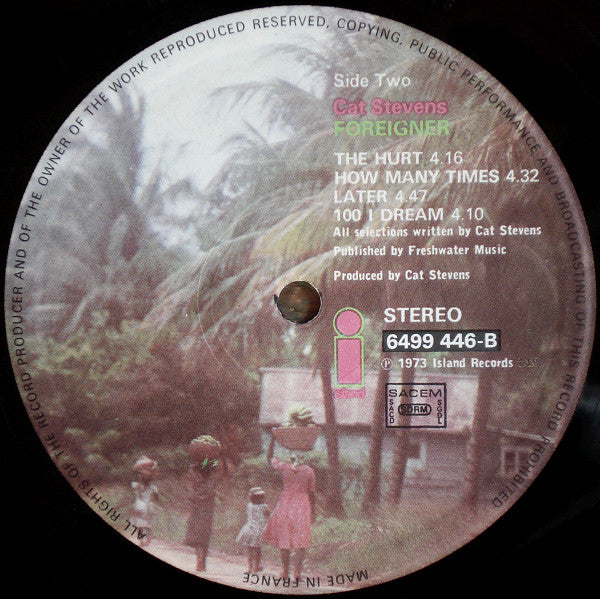 ALL RIGHTS OF THE RECORD PRODUCER AND OF THE OWNER OF THE WORK REPRODUCED RESERVED, COPYING, PUBLIC PERFORMANCE AND BROADCASTING OF THIS RECORD PROHIBITED
Side Two
Cat Stevens
FOREIGNER
THE HURT 4.16
HOW MANY TIMES 4.32
LATER 4.47
100 I DREAM 4.10
All selections written by Cat Stevens
Published by Freshwater Music
Produced by Cat Stevens
STEREO
6499 446-B
℗ 1973 Island Records
SACEM
SACD SDRM SGDL
MADE IN FRANCE